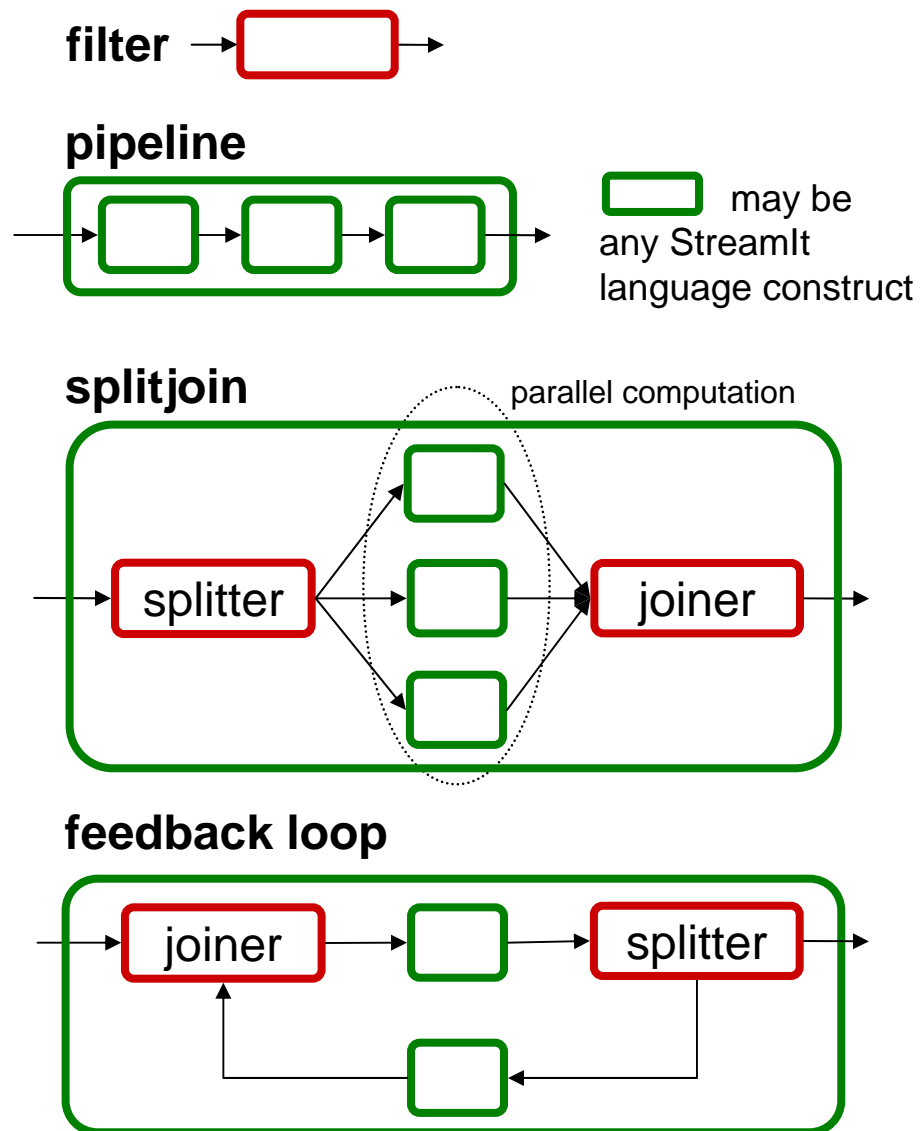 filter
pipeline
may be
any StreamIt
language construct
splitjoin
parallel computation
splitter
joiner
feedback loop
joiner
splitter